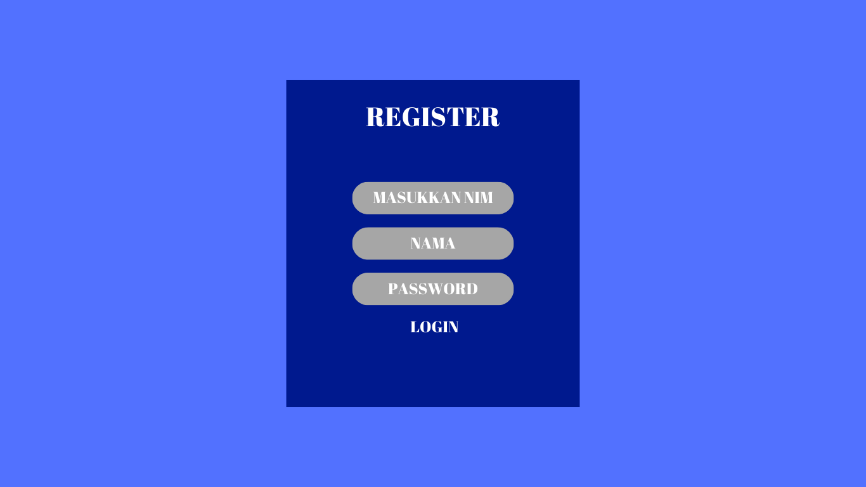 REGISTER
MASUKKAN NIM
NAMA
PASSWORD
LOGIN